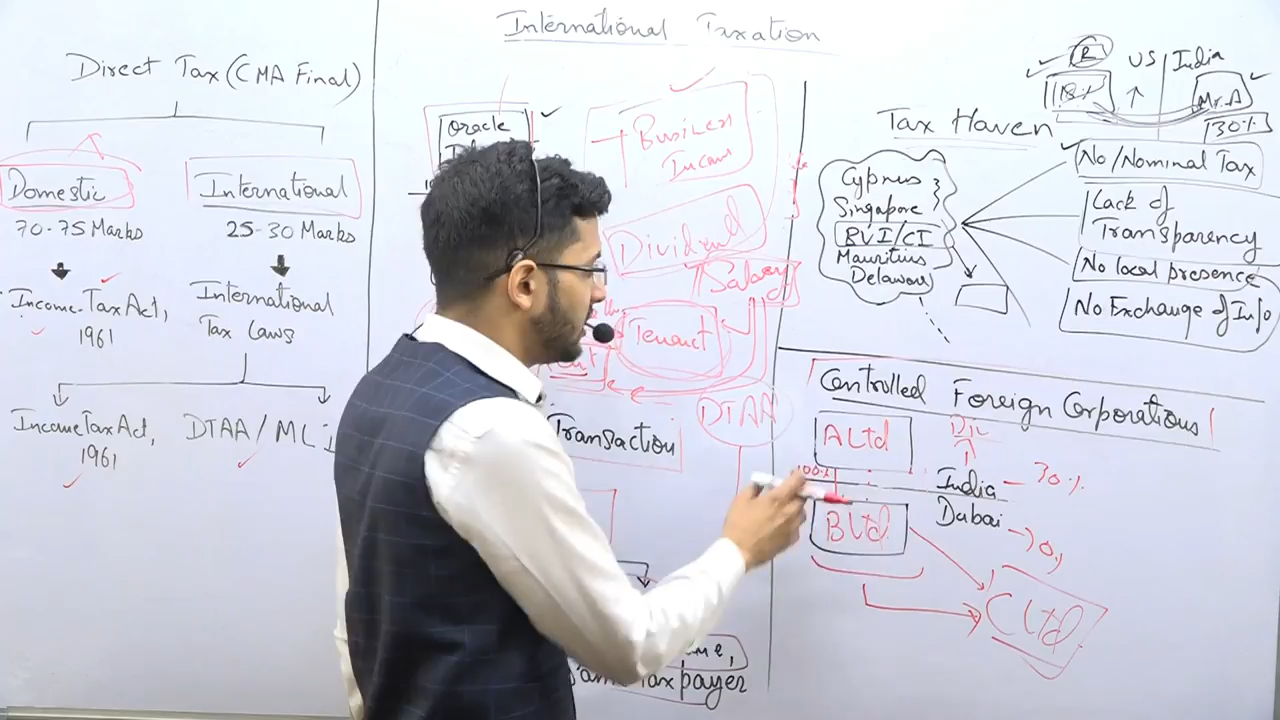 International Taxation
Direct Tax (CMA Final)
Domestic
70-75 Marks
Income Tax Act,
1961
International
25-30 Marks
International
Tax Laws
Income Tax Act,
1961
DTAA / MLI
Oracle
Business
Income
Dividend
Salary
Tenant
DTAA
Transaction
Same Taxpayer
R
US
India
Mr. A
30%
Tax Haven
Cyprus
Singapore
BVI/CI
Mauritius
Delaware
No/Nominal Tax
Lack of
Transparency
No local presence
No Exchange of Info
Controlled Foreign Corporations
A Ltd
100%
B Ltd
India
30%
Dubai
0%
C Ltd